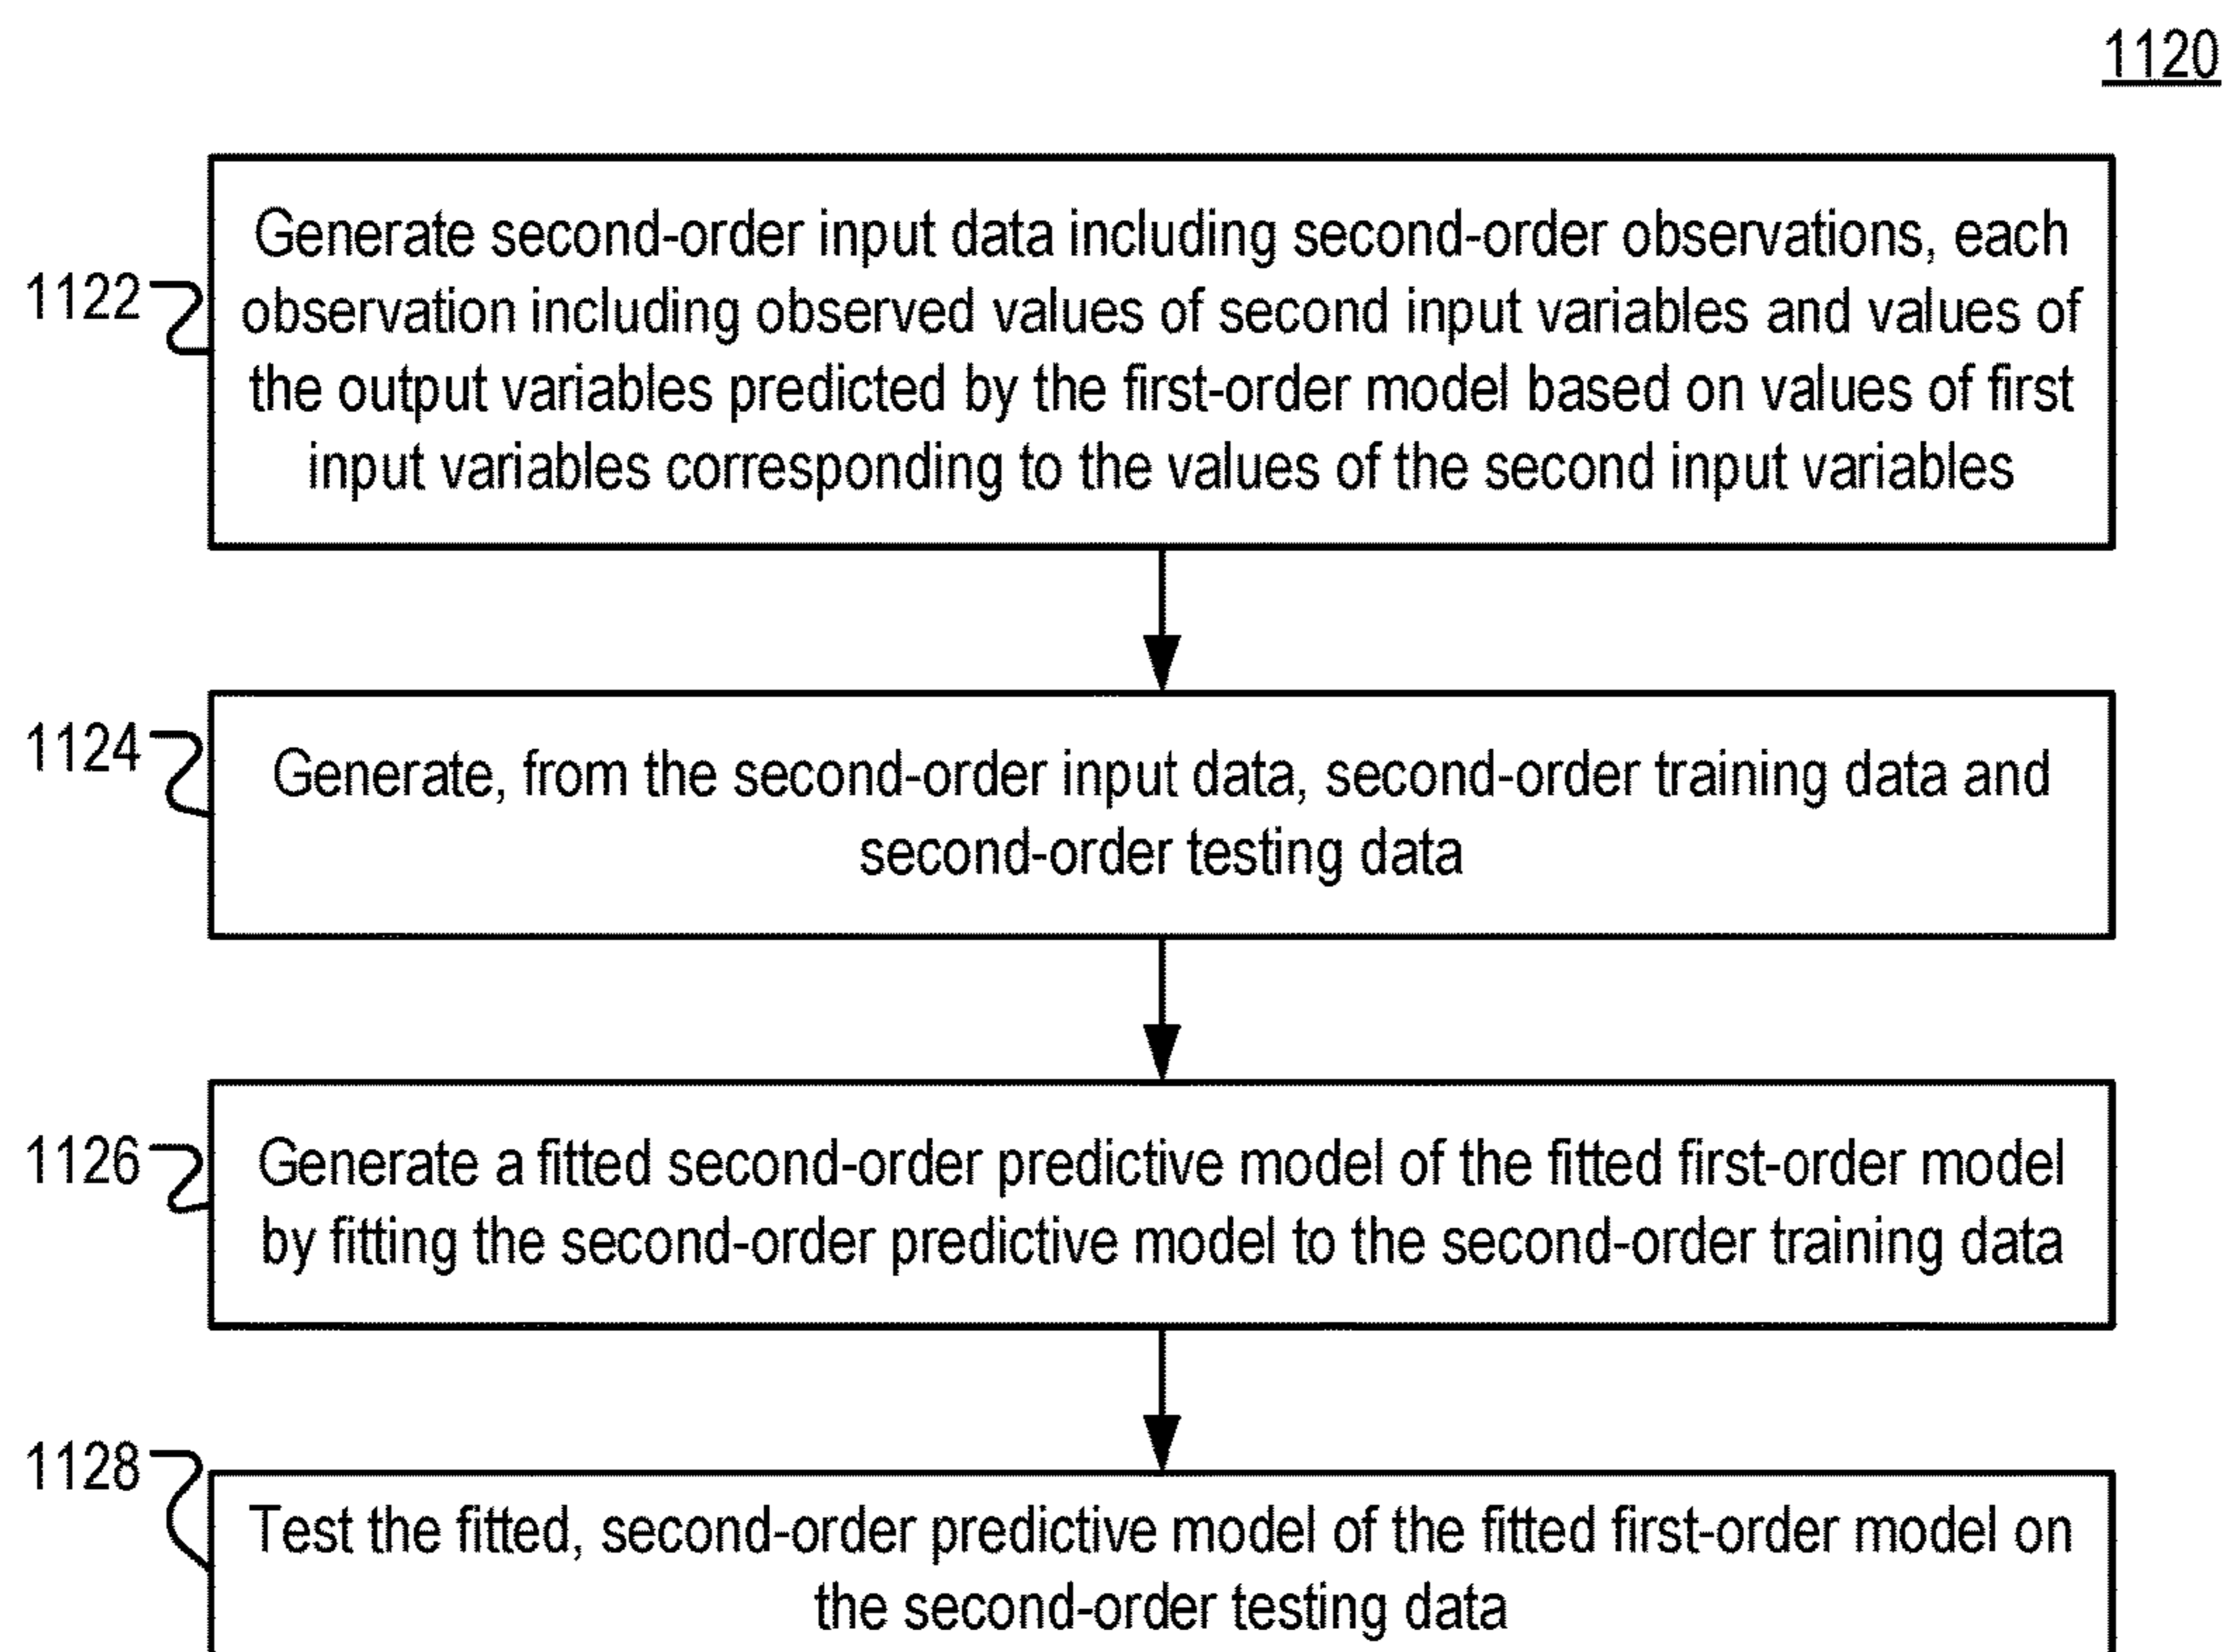 1120
Generate second-order input data including second-order observations, each
1122
observation including observed values of second input variables and values of
the output variables predicted by the first-order model based on values of first
input variables corresponding to the values of the second input variables
1124
Generate, from the second-order input data, second-order training data and
second-order testing data
1126
Generate a fitted second-order predictive model of the fitted first-order model
by fitting the second-order predictive model to the second-order training data
1128
Test the fitted, second-order predictive model of the fitted first-order model on
the second-order testing data